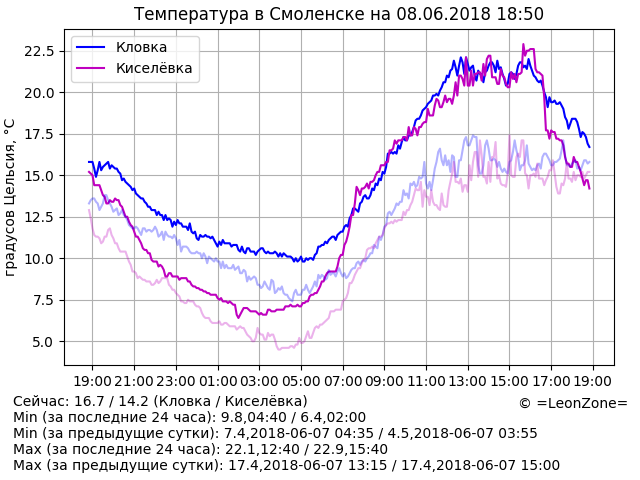 Температура в Смоленске на 08.06.2018 18:50
Кловка
Киселёвка
градусов Цельсия, °C
22.5
20.0
17.5
15.0
12.5
10.0
7.5
5.0
19:00 21:00 23:00 01:00 03:00 05:00 07:00 09:00 11:00 13:00 15:00 17:00 19:00
Сейчас: 16.7 / 14.2 (Кловка / Киселёвка)
© =LeonZone=
Min (за последние 24 часа): 9.8,04:40 / 6.4,02:00
Min (за предыдущие сутки): 7.4,2018-06-07 04:35 / 4.5,2018-06-07 03:55
Max (за последние 24 часа): 22.1,12:40 / 22.9,15:40
Max (за предыдущие сутки): 17.4,2018-06-07 13:15 / 17.4,2018-06-07 15:00